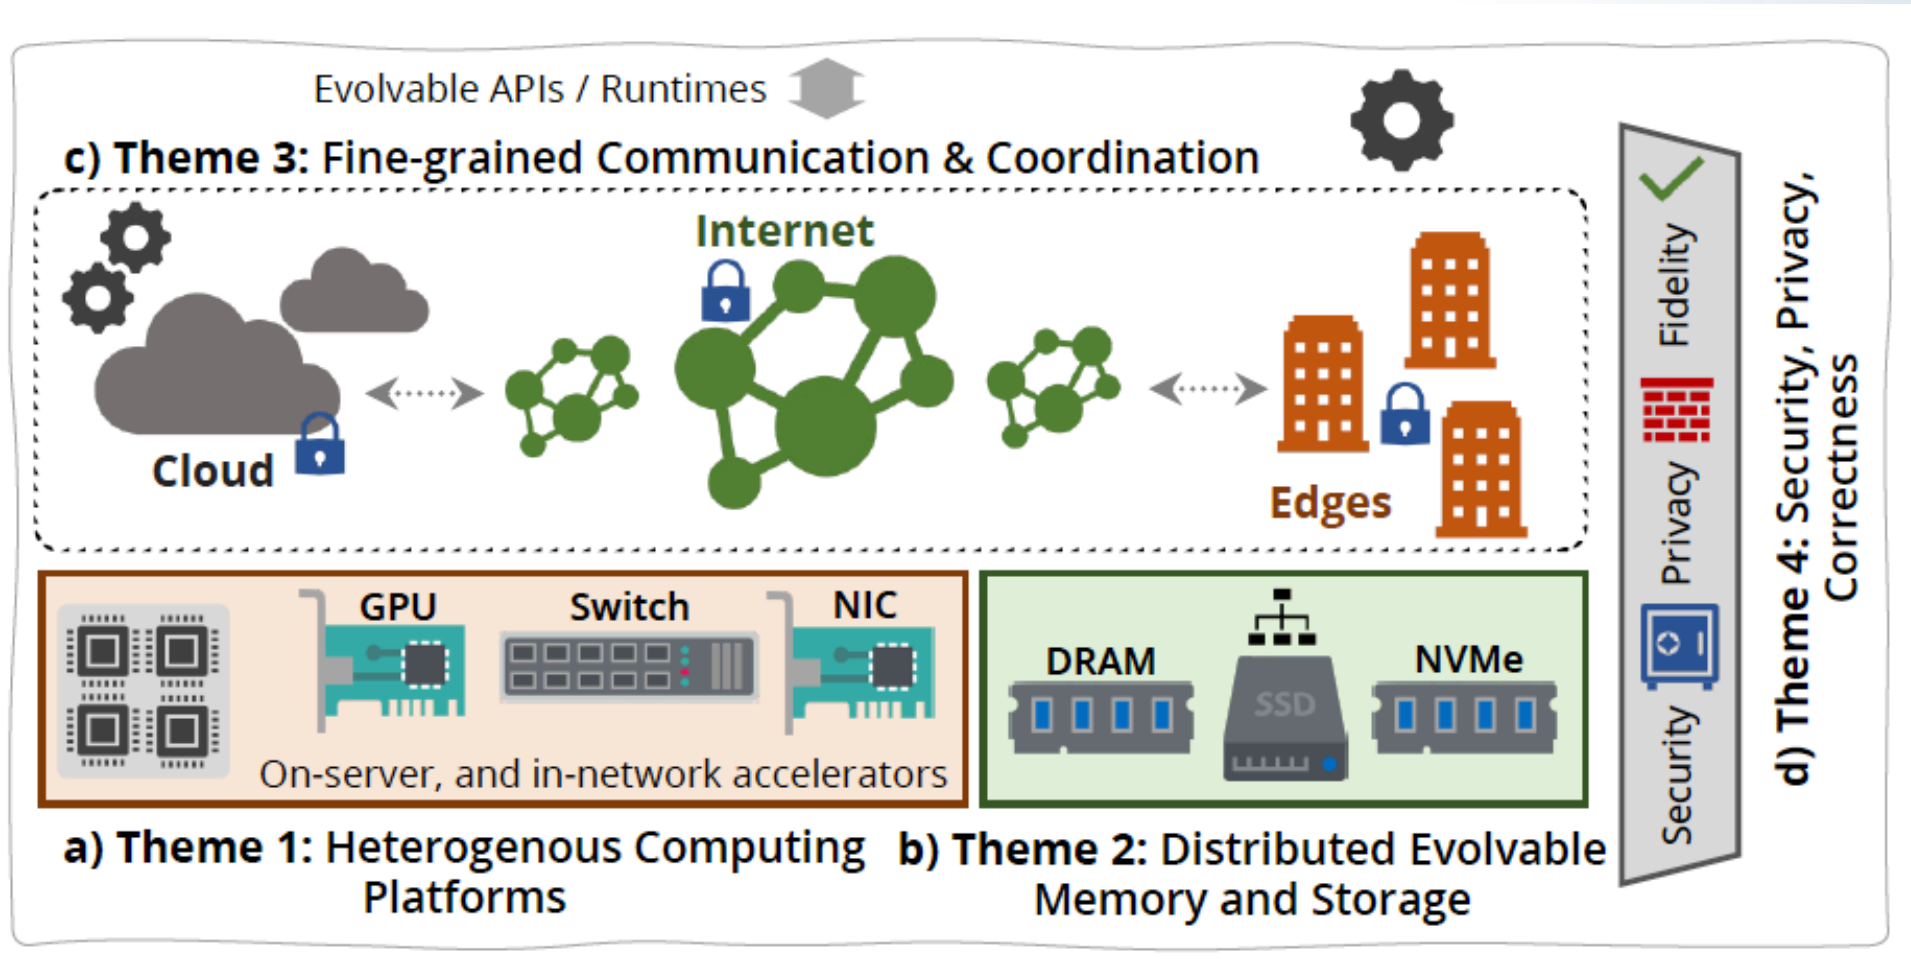 Evolvable APIs / Runtimes
c) Theme 3: Fine-grained Communication & Coordination
Internet
Cloud
Edges
GPU
Switch
NIC
On-server, and in-network accelerators
DRAM
SSD
NVMe
a) Theme 1: Heterogenous Computing
Platforms
b) Theme 2: Distributed Evolvable
Memory and Storage
Fidelity
Privacy
Security
d) Theme 4: Security, Privacy,
Correctness